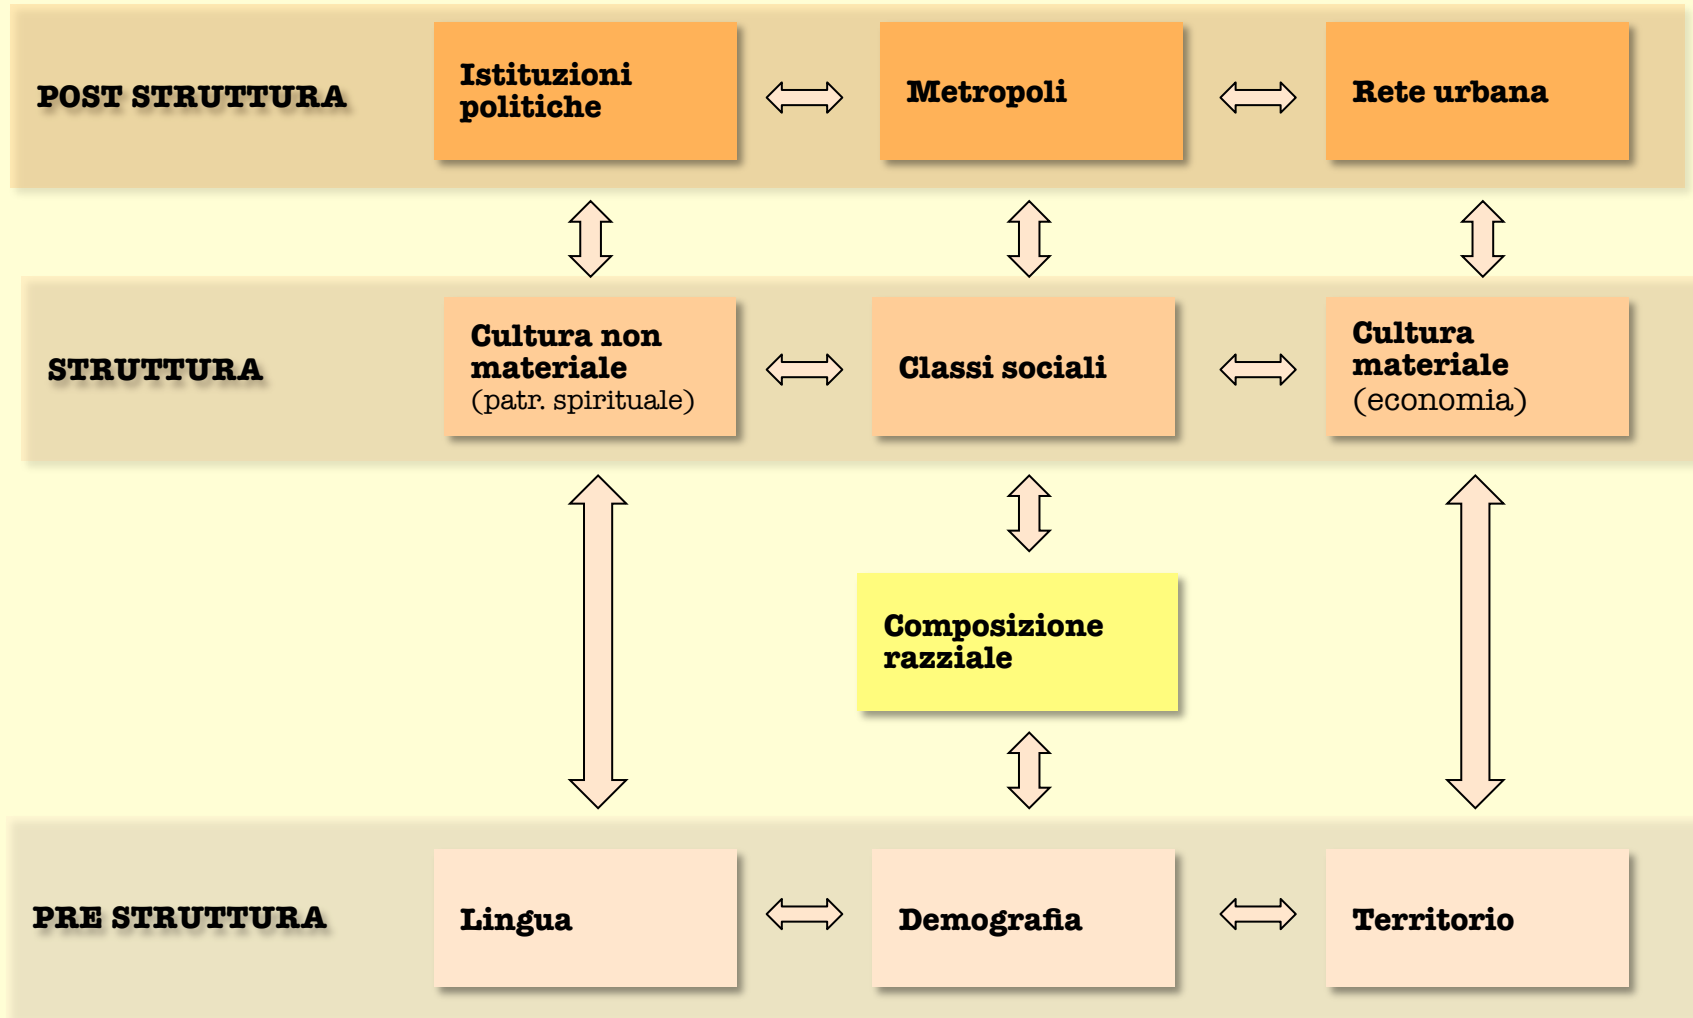 POST STRUTTURA
Istituzioni
politiche
Metropoli
Rete urbana
STRUTTURA
Cultura non
materiale
(patr. spirituale)
Classi sociali
Cultura
materiale
(economia)
Composizione
razziale
PRE STRUTTURA
Lingua
Demografia
Territorio